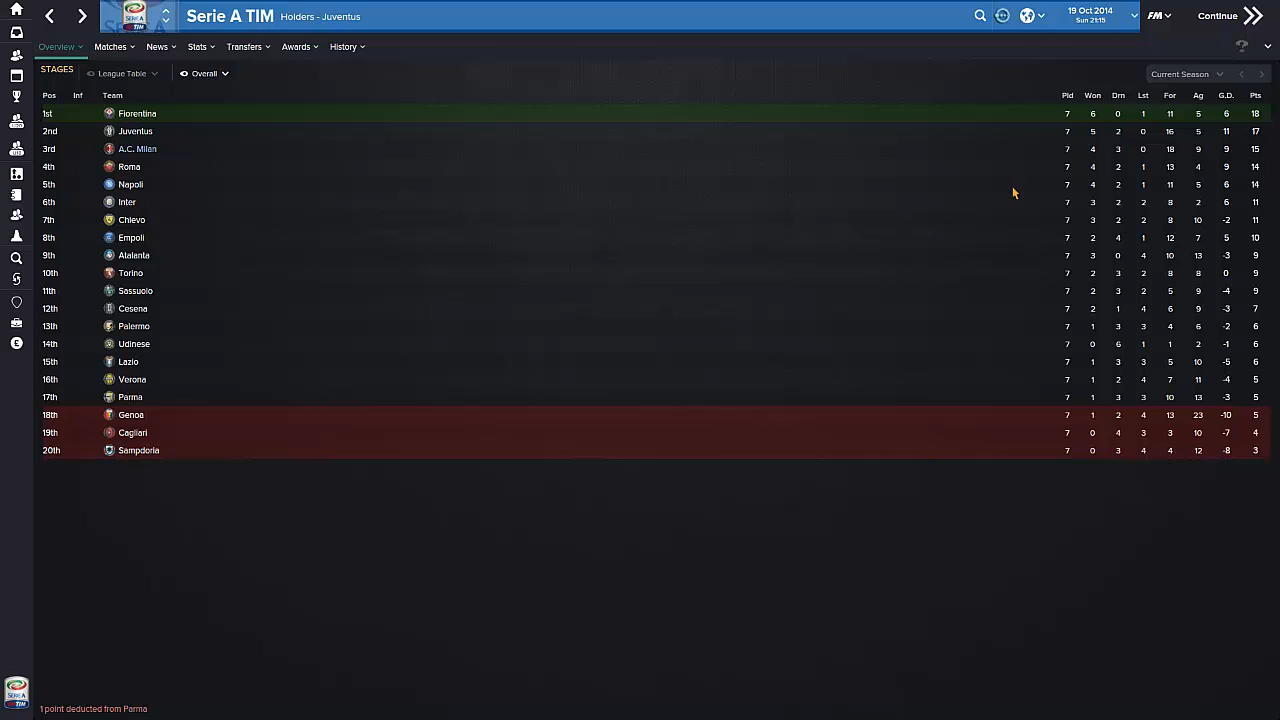 Serie A TIM Holders - Juventus 19 Oct 2014 FM Continue
Sun 21:15
Overview Matches News Stats Transfers Awards History
STAGES League Table Overall Current Season
Pos Inf Team Pld Won Drn Lst For Ag G.D. Pts
1st Fiorentina 7 6 0 1 11 5 6 18
2nd Juventus 7 5 2 0 16 5 11 17
3rd A.C. Milan 7 4 3 0 18 9 9 15
4th Roma 7 4 2 1 13 4 9 14
5th Napoli 7 4 2 1 11 5 6 14
6th Inter 7 3 2 2 8 2 6 11
7th Chievo 7 3 2 2 8 10 -2 11
8th Empoli 7 2 4 1 12 7 5 10
9th Atalanta 7 3 0 4 10 13 -3 9
10th Torino 7 2 3 2 8 8 0 9
11th Sassuolo 7 2 3 2 5 9 -4 9
12th Cesena 7 2 1 4 6 9 -3 7
13th Palermo 7 1 3 3 4 6 -2 6
14th Udinese 7 0 6 1 1 2 -1 6
15th Lazio 7 1 3 3 5 10 -5 6
16th Verona 7 1 2 4 7 11 -4 5
17th Parma 7 1 3 3 10 13 -3 5
18th Genoa 7 1 2 4 13 23 -10 5
19th Cagliari 7 0 4 3 3 10 -7 4
20th Sampdoria 7 0 3 4 4 12 -8 3
SERIE A
TIM
1 point deducted from Parma